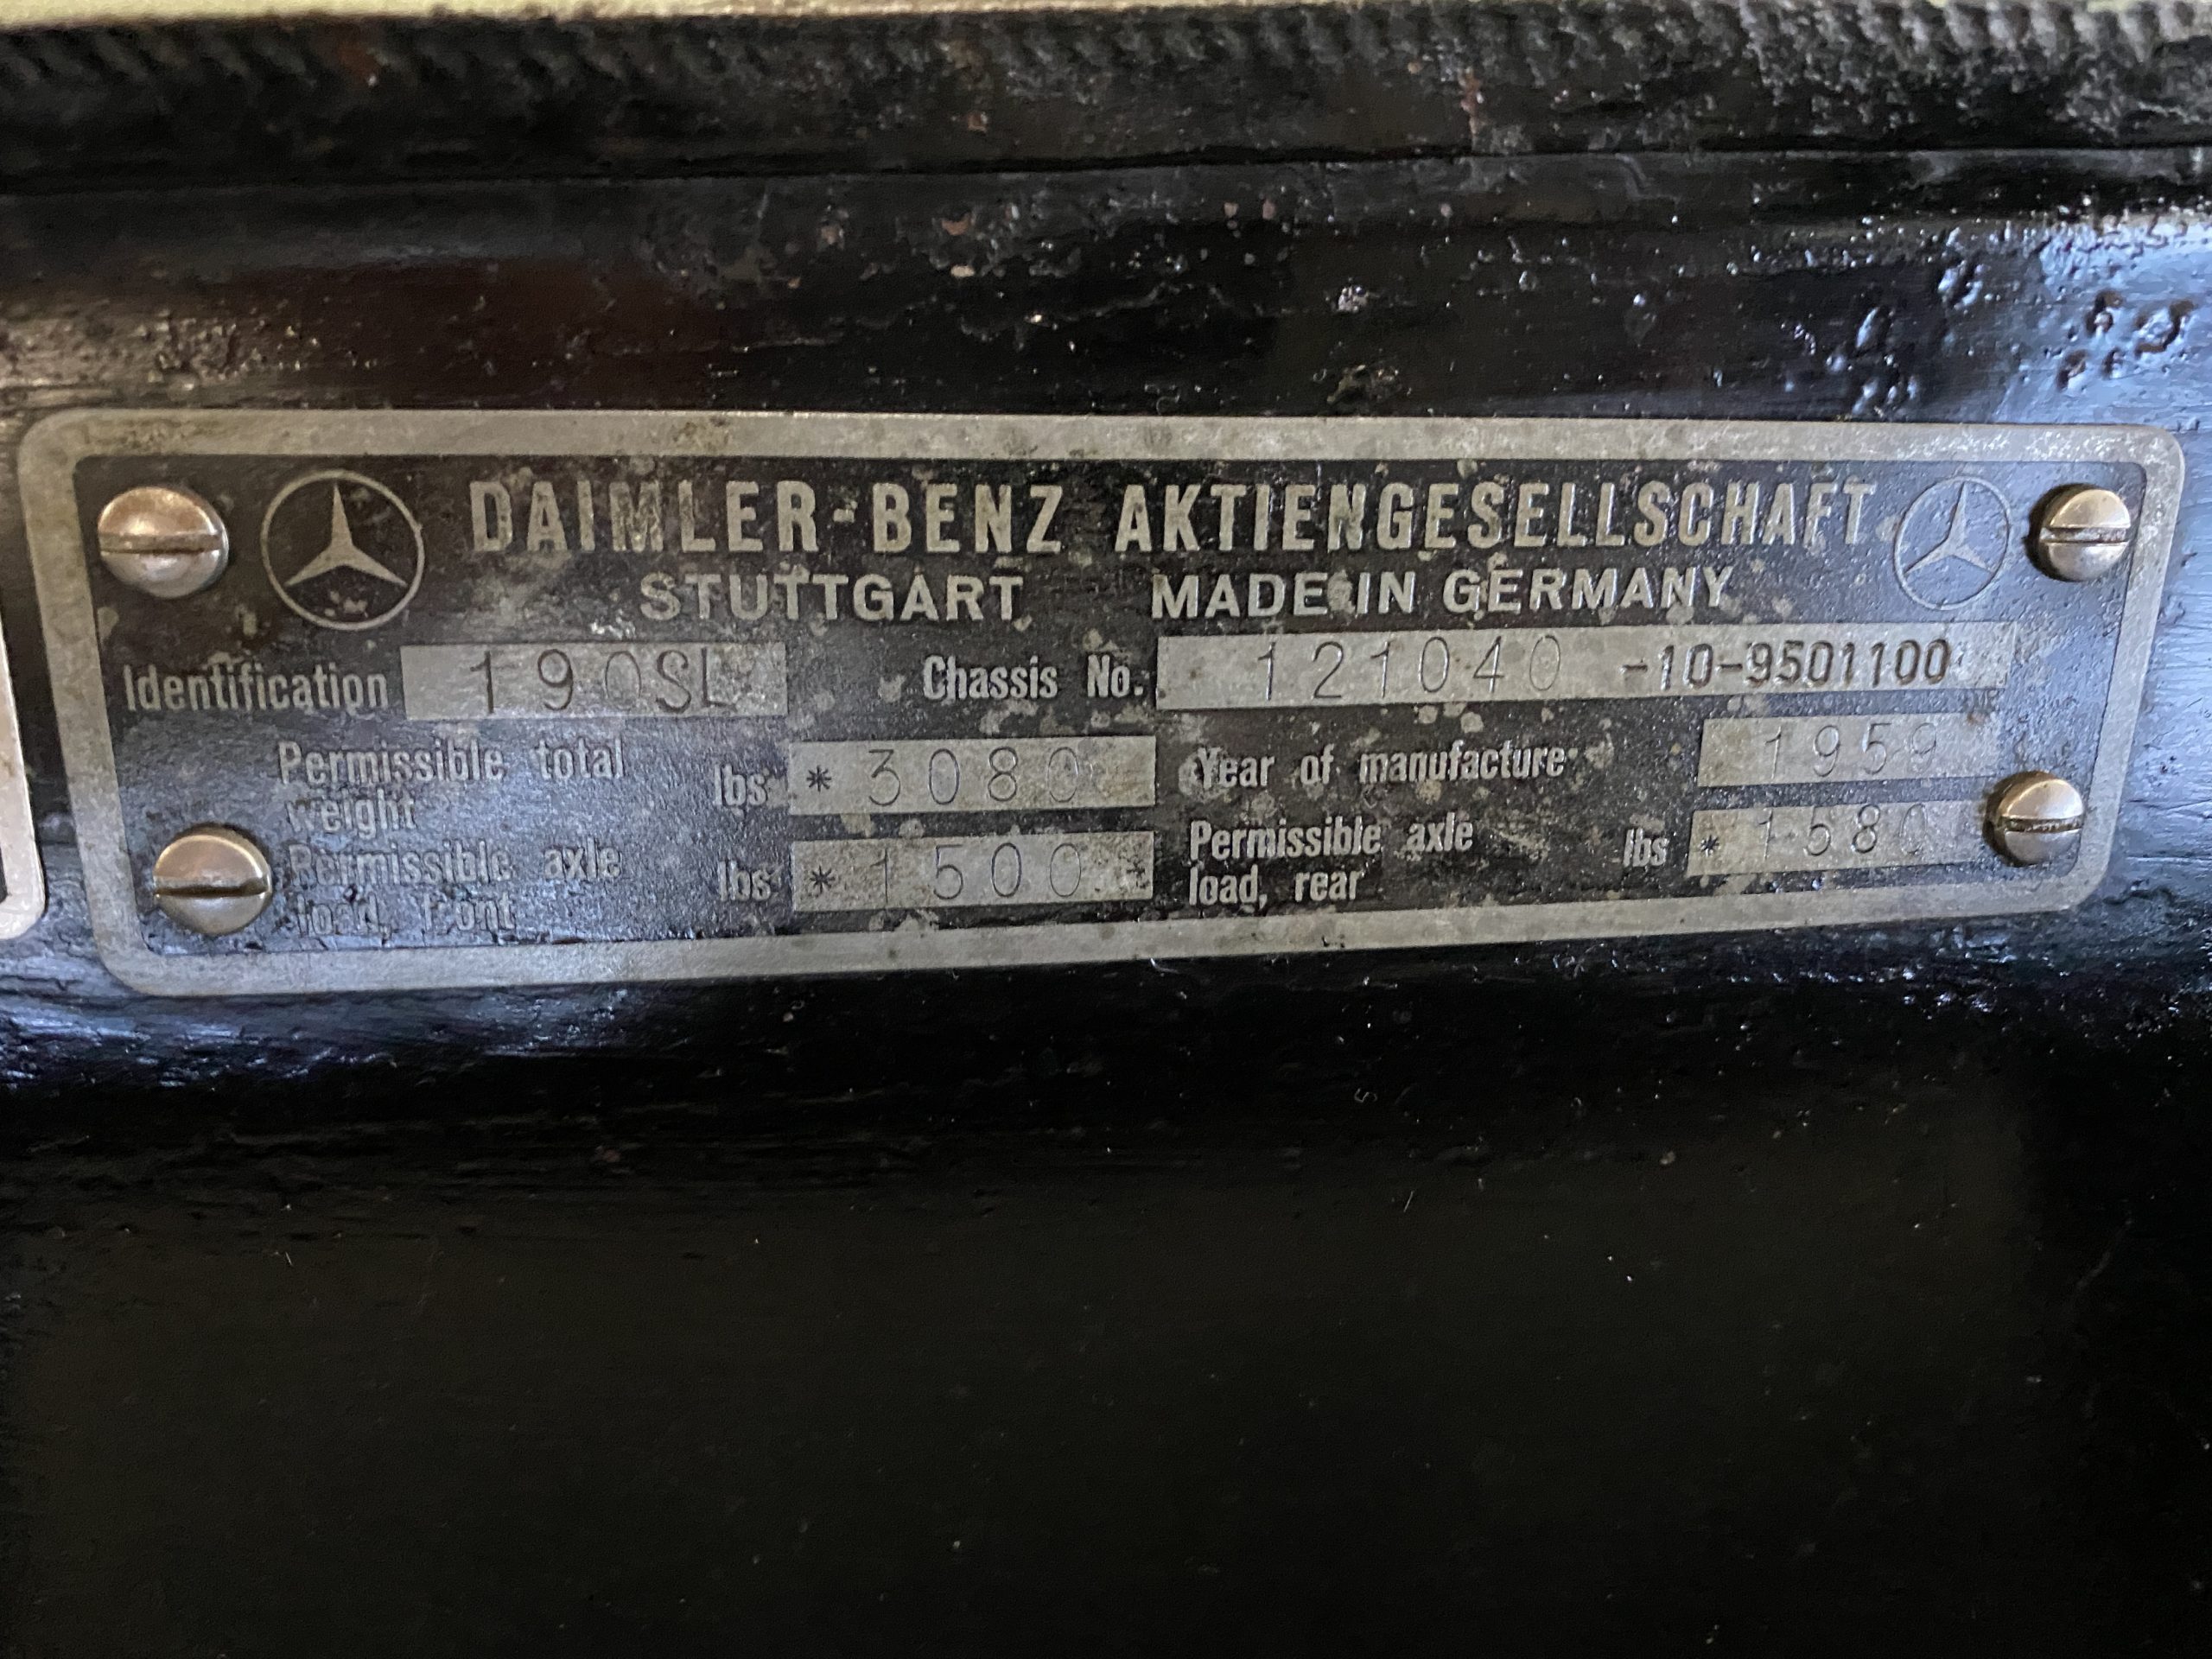 DAIMLER-BENZ AKTIENGESELLSCHAFT
STUTTGART MADE IN GERMANY
Identification 190SL Chassis No. 121040 -10-9501100
Permissible total weight lbs * 3080 Year of manufacture 1959
Permissible axle load, front lbs * 1500 Permissible axle load, rear lbs * 1580